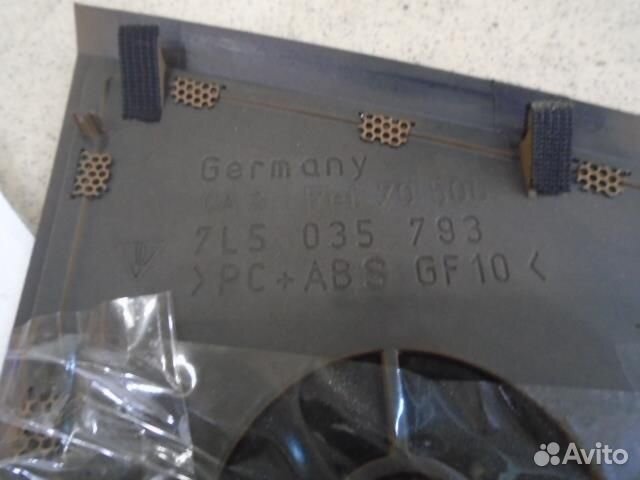 Germany
7L5 035 793
>PC+ABS GF10<
Avito